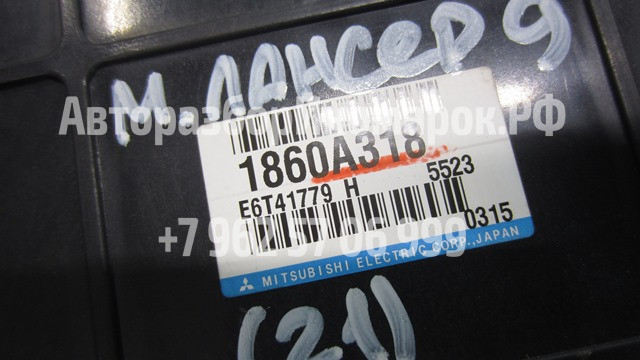 М. ЛАНСЕР 9
1860A318
E6T41779 H 5523
0315
MITSUBISHI ELECTRIC CORP., JAPAN
(21)